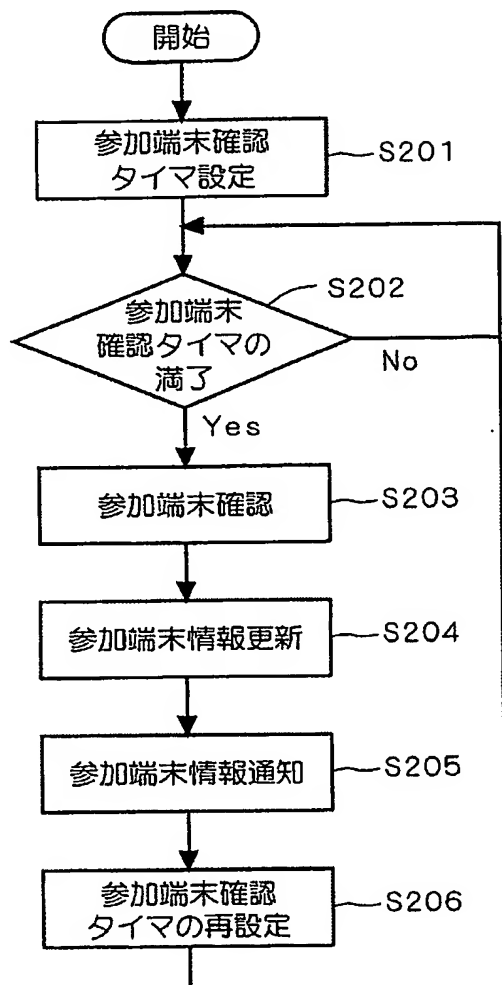 開始
参加端末確認
タイマ設定
S201
S202
参加端末
確認タイマの
満了
No
Yes
参加端末確認
S203
参加端末情報更新
S204
参加端末情報通知
S205
参加端末確認
タイマの再設定
S206